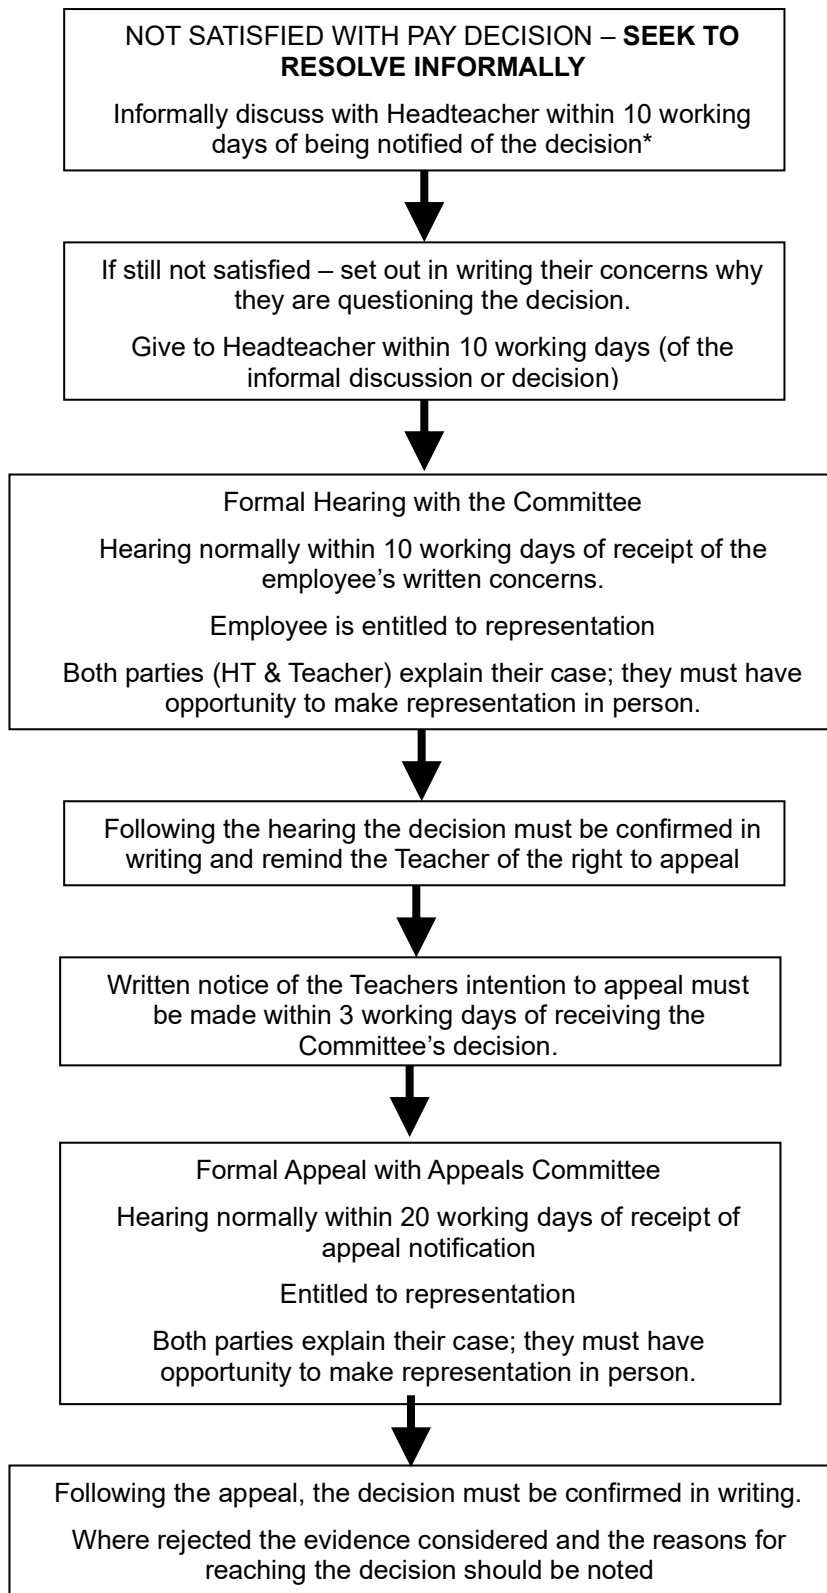 NOT SATISFIED WITH PAY DECISION – SEEK TO
RESOLVE INFORMALLY
Informally discuss with Headteacher within 10 working
days of being notified of the decision*
If still not satisfied – set out in writing their concerns why
they are questioning the decision.
Give to Headteacher within 10 working days (of the
informal discussion or decision)
Formal Hearing with the Committee
Hearing normally within 10 working days of receipt of the
employee’s written concerns.
Employee is entitled to representation
Both parties (HT & Teacher) explain their case; they must have
opportunity to make representation in person.
Following the hearing the decision must be confirmed in
writing and remind the Teacher of the right to appeal
Written notice of the Teachers intention to appeal must
be made within 3 working days of receiving the
Committee’s decision.
Formal Appeal with Appeals Committee
Hearing normally within 20 working days of receipt of
appeal notification
Entitled to representation
Both parties explain their case; they must have
opportunity to make representation in person.
Following the appeal, the decision must be confirmed in writing.
Where rejected the evidence considered and the reasons for
reaching the decision should be noted